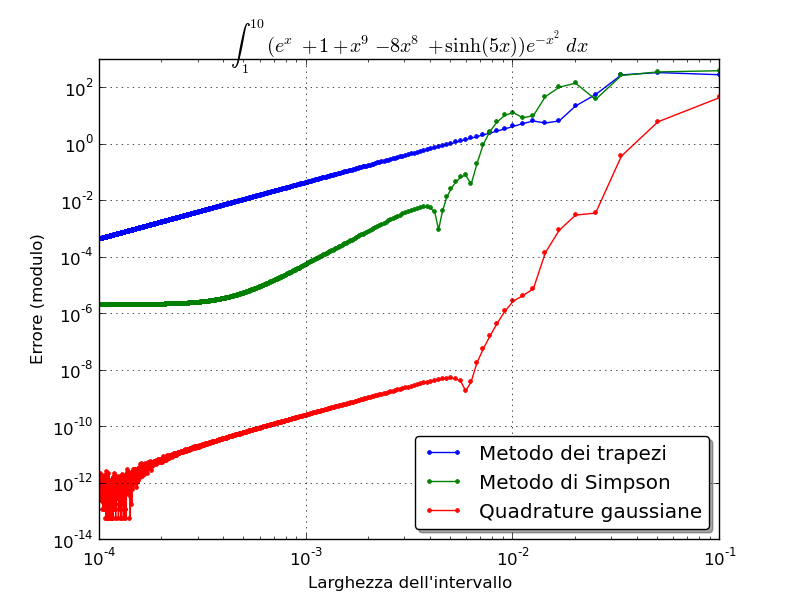 ∫₁¹⁰ (eˣ + 1 + x⁹ − 8x⁸ + sinh(5x))e^{−x²} dx
10²
10⁰
10⁻²
10⁻⁴
10⁻⁶
10⁻⁸
10⁻¹⁰
10⁻¹²
10⁻¹⁴
Errore (modulo)
Metodo dei trapezi
Metodo di Simpson
Quadrature gaussiane
10⁻⁴ 10⁻³ 10⁻² 10⁻¹
Larghezza dell'intervallo